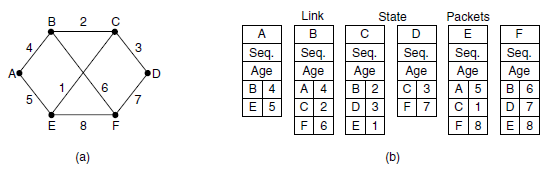 Link State Packets
B 2 C
4 3
A D
1 6
5 7
E 8 F
A B C D E F
Seq. Seq. Seq. Seq. Seq. Seq.
Age Age Age Age Age Age
B 4 A 4 B 2 C 3 A 5 B 6
E 5 C 2 D 3 F 7 C 1 D 7
F 6 E 1 F 8 E 8
(a) (b)